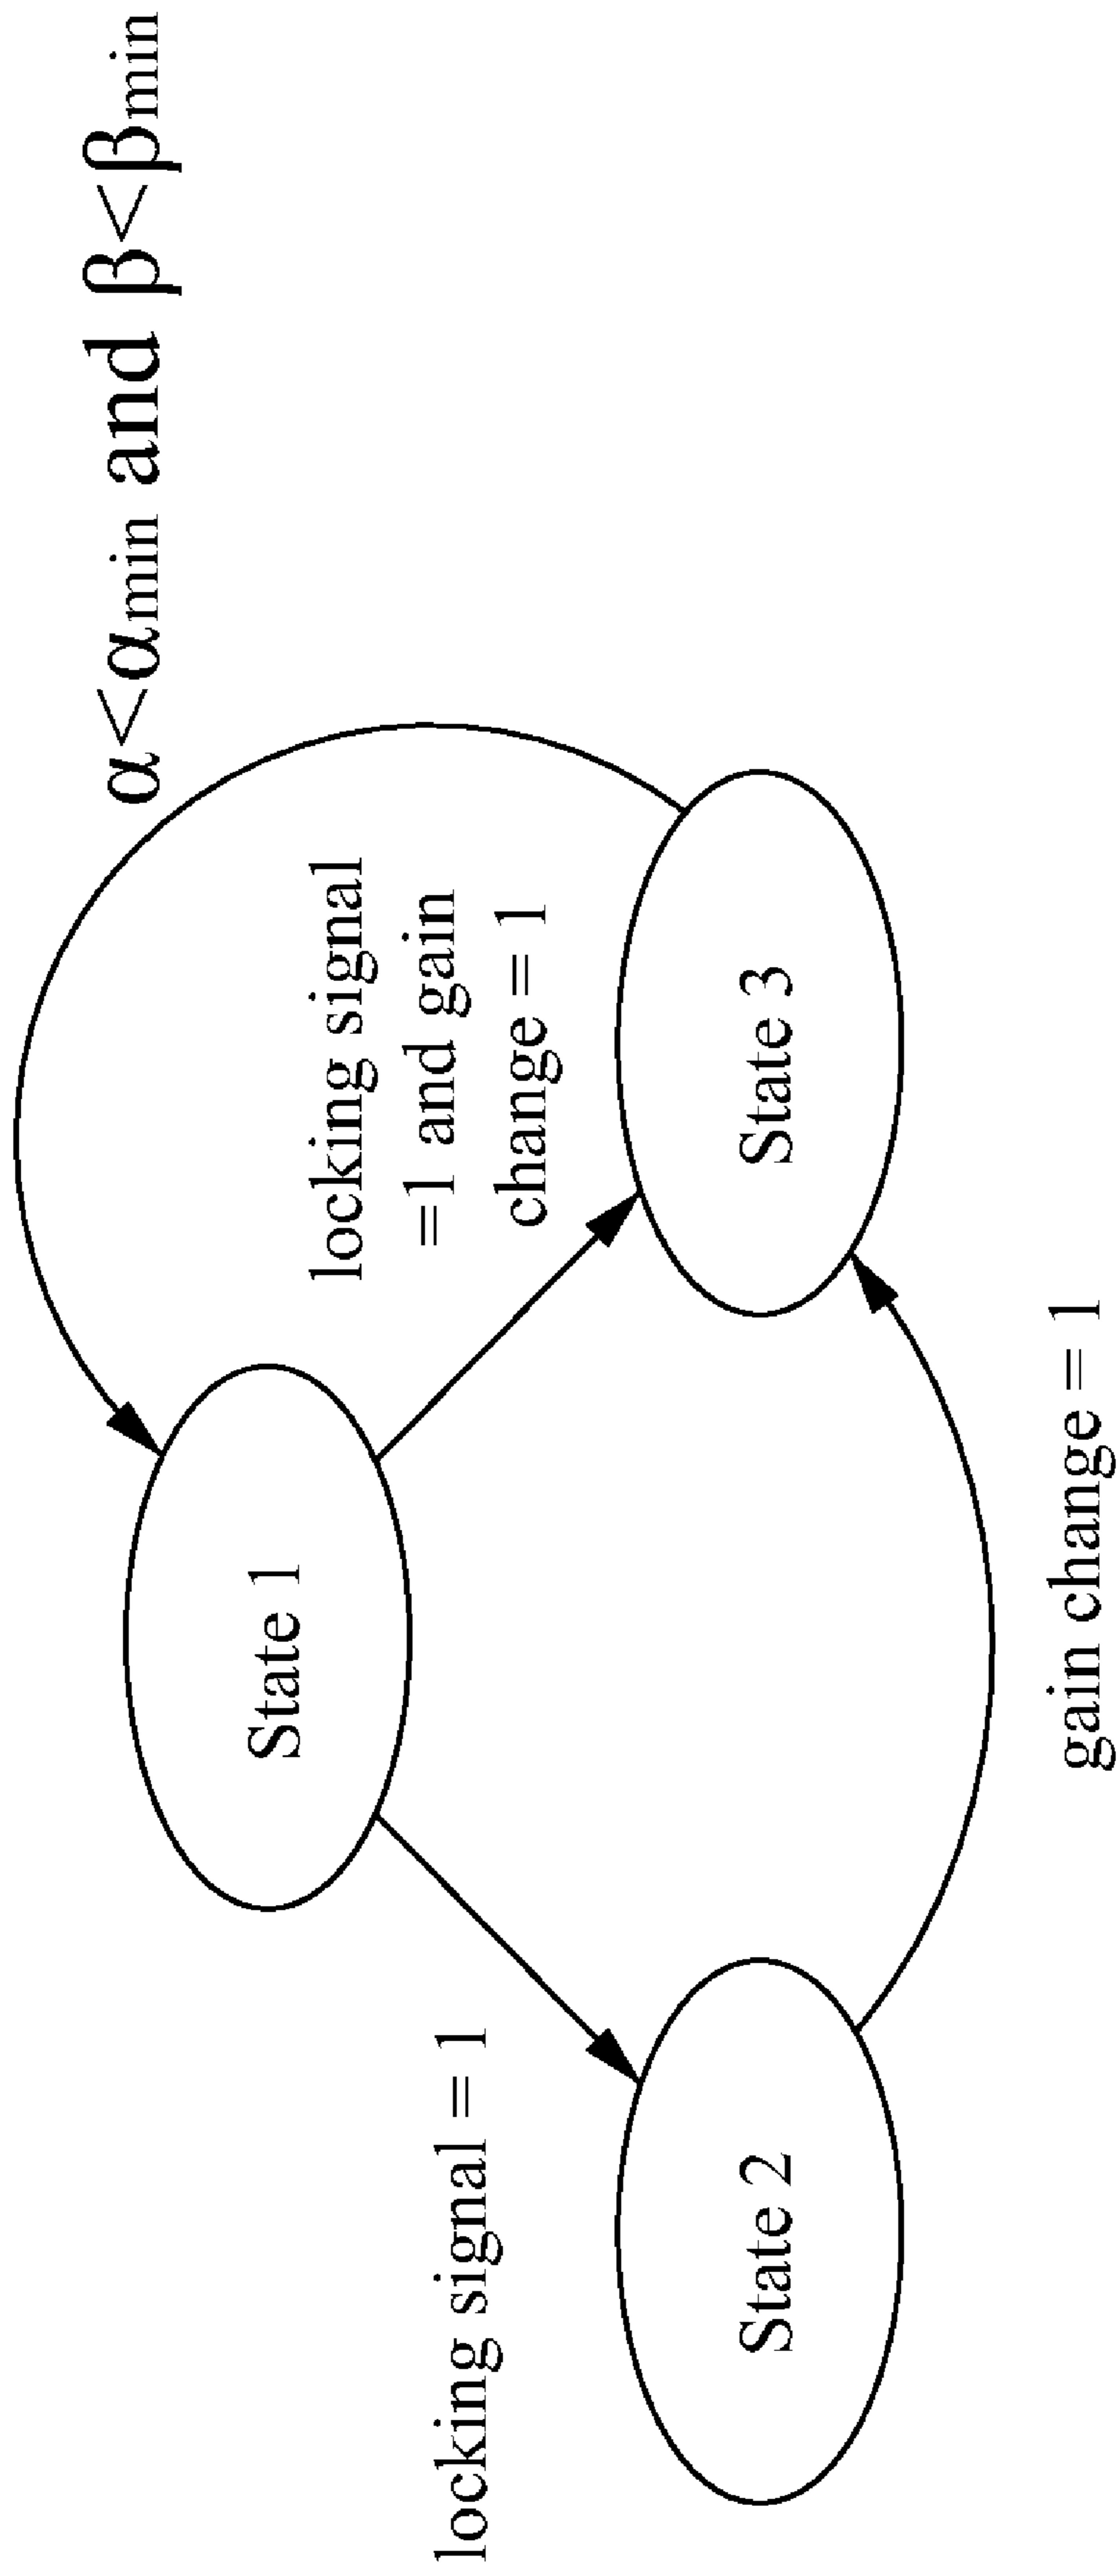 α<αmin and β<βmin
State 1
locking signal
=1 and gain
change = 1
locking signal = 1
State 2
State 3
gain change = 1